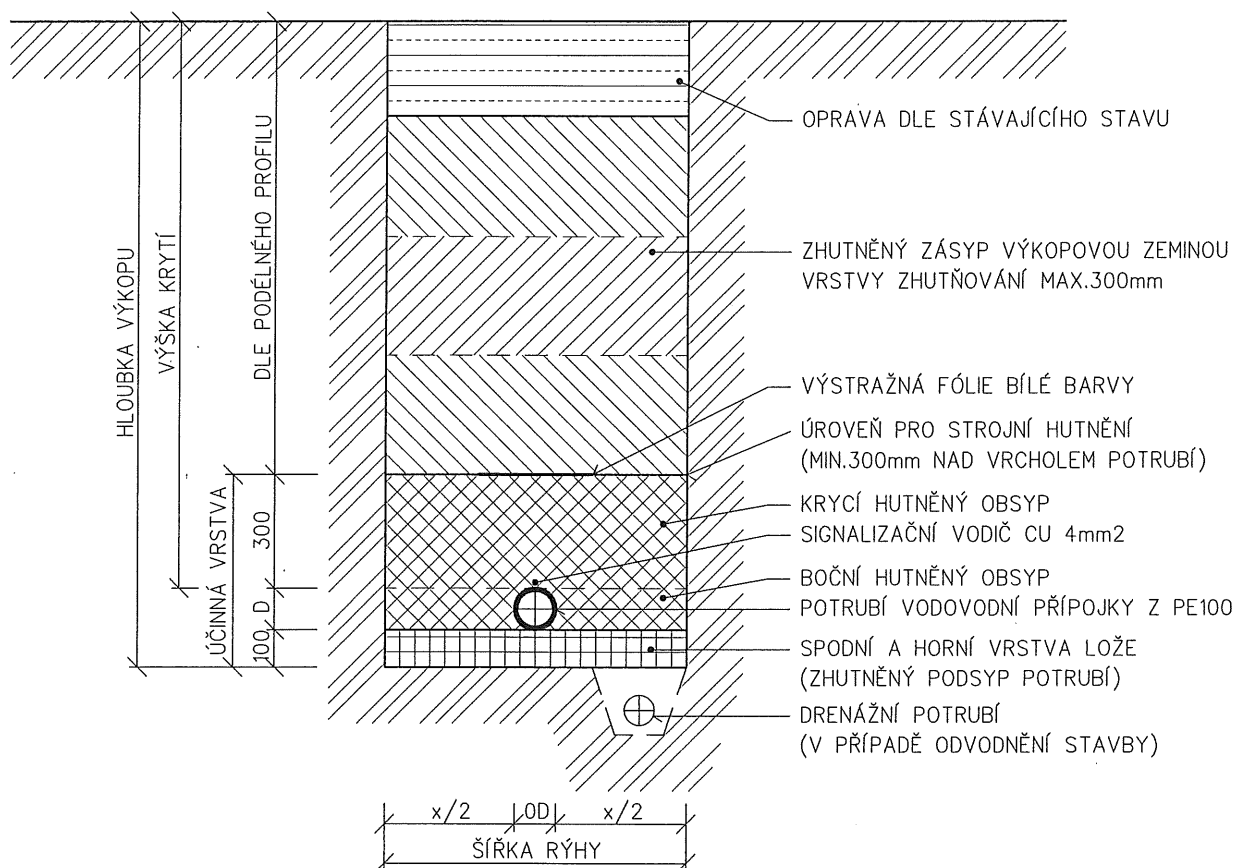 OPRAVA DLE STÁVAJÍCÍHO STAVU
ZHUTNĚNÝ ZÁSYP VÝKOPOVOU ZEMINOU
VRSTVY ZHUTŇOVÁNÍ MAX.300mm
VÝSTRAŽNÁ FÓLIE BÍLÉ BARVY
ÚROVEŇ PRO STROJNÍ HUTNĚNÍ
(MIN.300mm NAD VRCHOLEM POTRUBÍ)
KRYCÍ HUTNĚNÝ OBSYP
SIGNALIZAČNÍ VODIČ CU 4mm2
BOČNÍ HUTNĚNÝ OBSYP
POTRUBÍ VODOVODNÍ PŘÍPOJKY Z PE100
SPODNÍ A HORNÍ VRSTVA LOŽE
(ZHUTNĚNÝ PODSYP POTRUBÍ)
DRENÁŽNÍ POTRUBÍ
(V PŘÍPADĚ ODVODNĚNÍ STAVBY)
HLOUBKA VÝKOPU
VÝŠKA KRYTÍ
DLE PODÉLNÉHO PROFILU
ÚČINNÁ VRSTVA
300
D
100
x/2
OD
x/2
ŠÍŘKA RÝHY